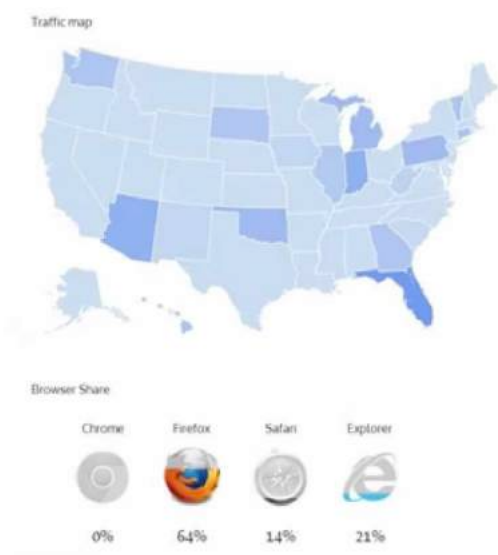 Traffic map
Browser Share
Chrome Firefox Safari Explorer
0% 64% 14% 21%